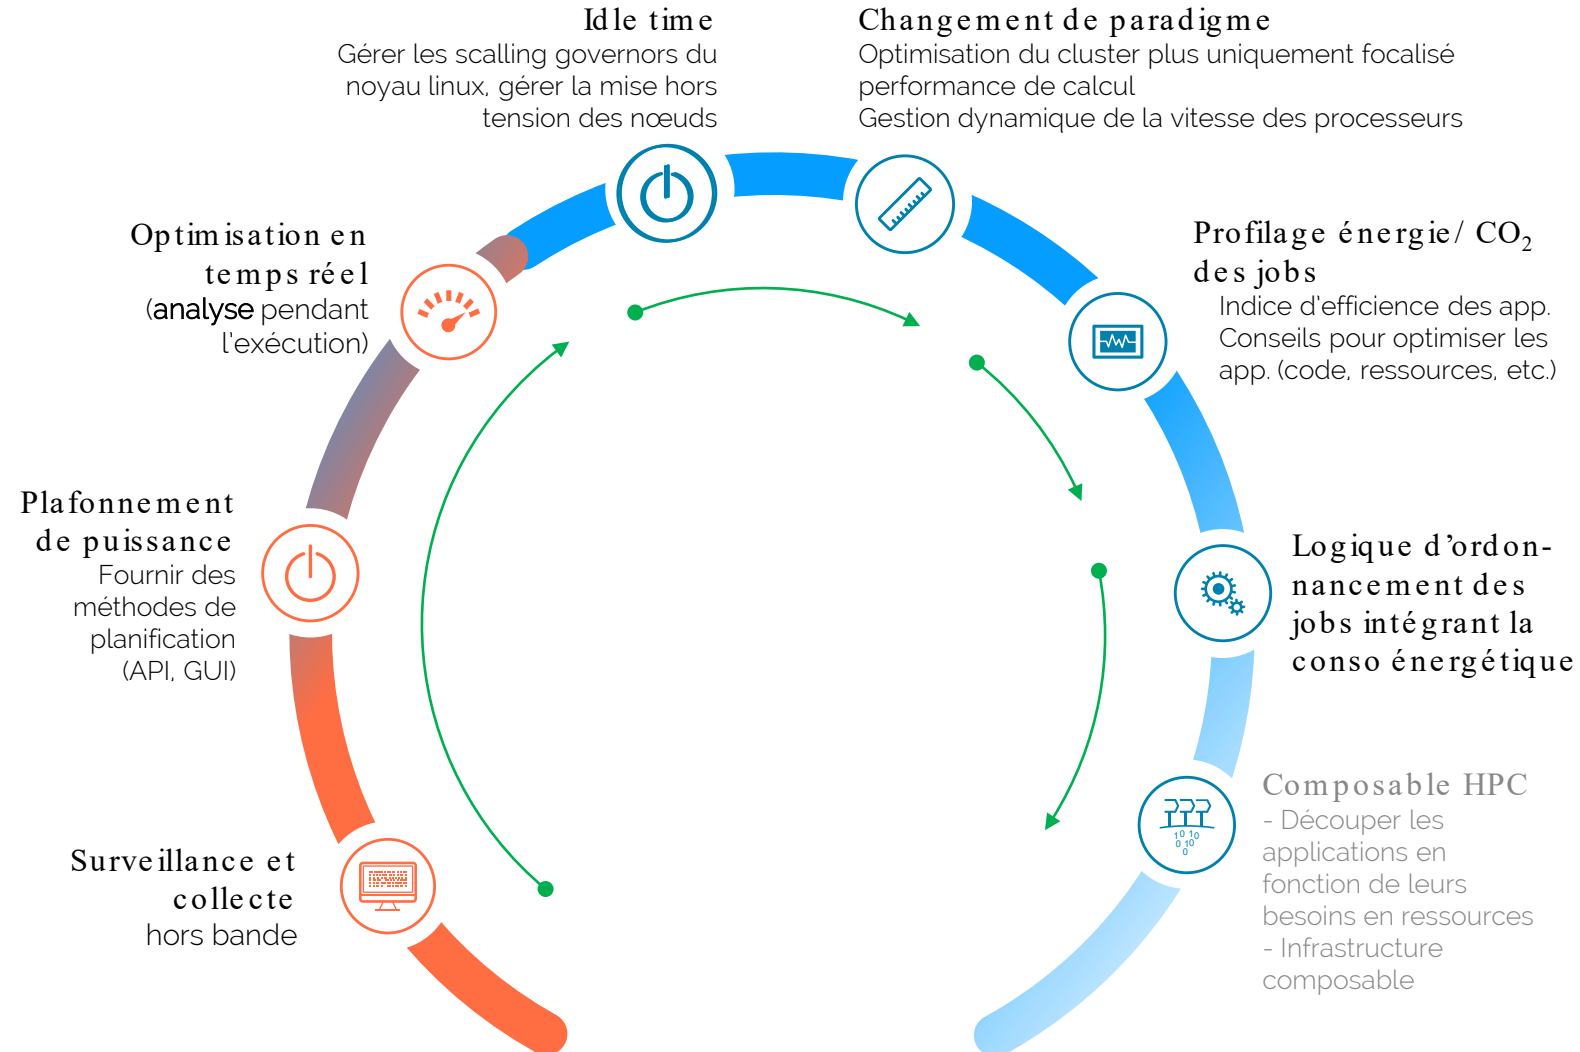 Idle time
Gérer les scalling governors du
noyau linux, gérer la mise hors
tension des nœuds
Changement de paradigme
Optimisation du cluster plus uniquement focalisé
performance de calcul
Gestion dynamique de la vitesse des processeurs
Optimisation en
temps réel
(analyse pendant
l'exécution)
Profilage énergie/ CO₂
des jobs
Indice d'efficience des app.
Conseils pour optimiser les
app. (code, ressources, etc.)
Plafonnement
de puissance
Fournir des
méthodes de
planification
(API, GUI)
Logique d'ordon-
nancement des
jobs intégrant la
conso énergétique
Surveillance et
collecte
hors bande
10 10
0 10
0
Composable HPC
- Découper les
applications en
fonction de leurs
besoins en ressources
- Infrastructure
composable